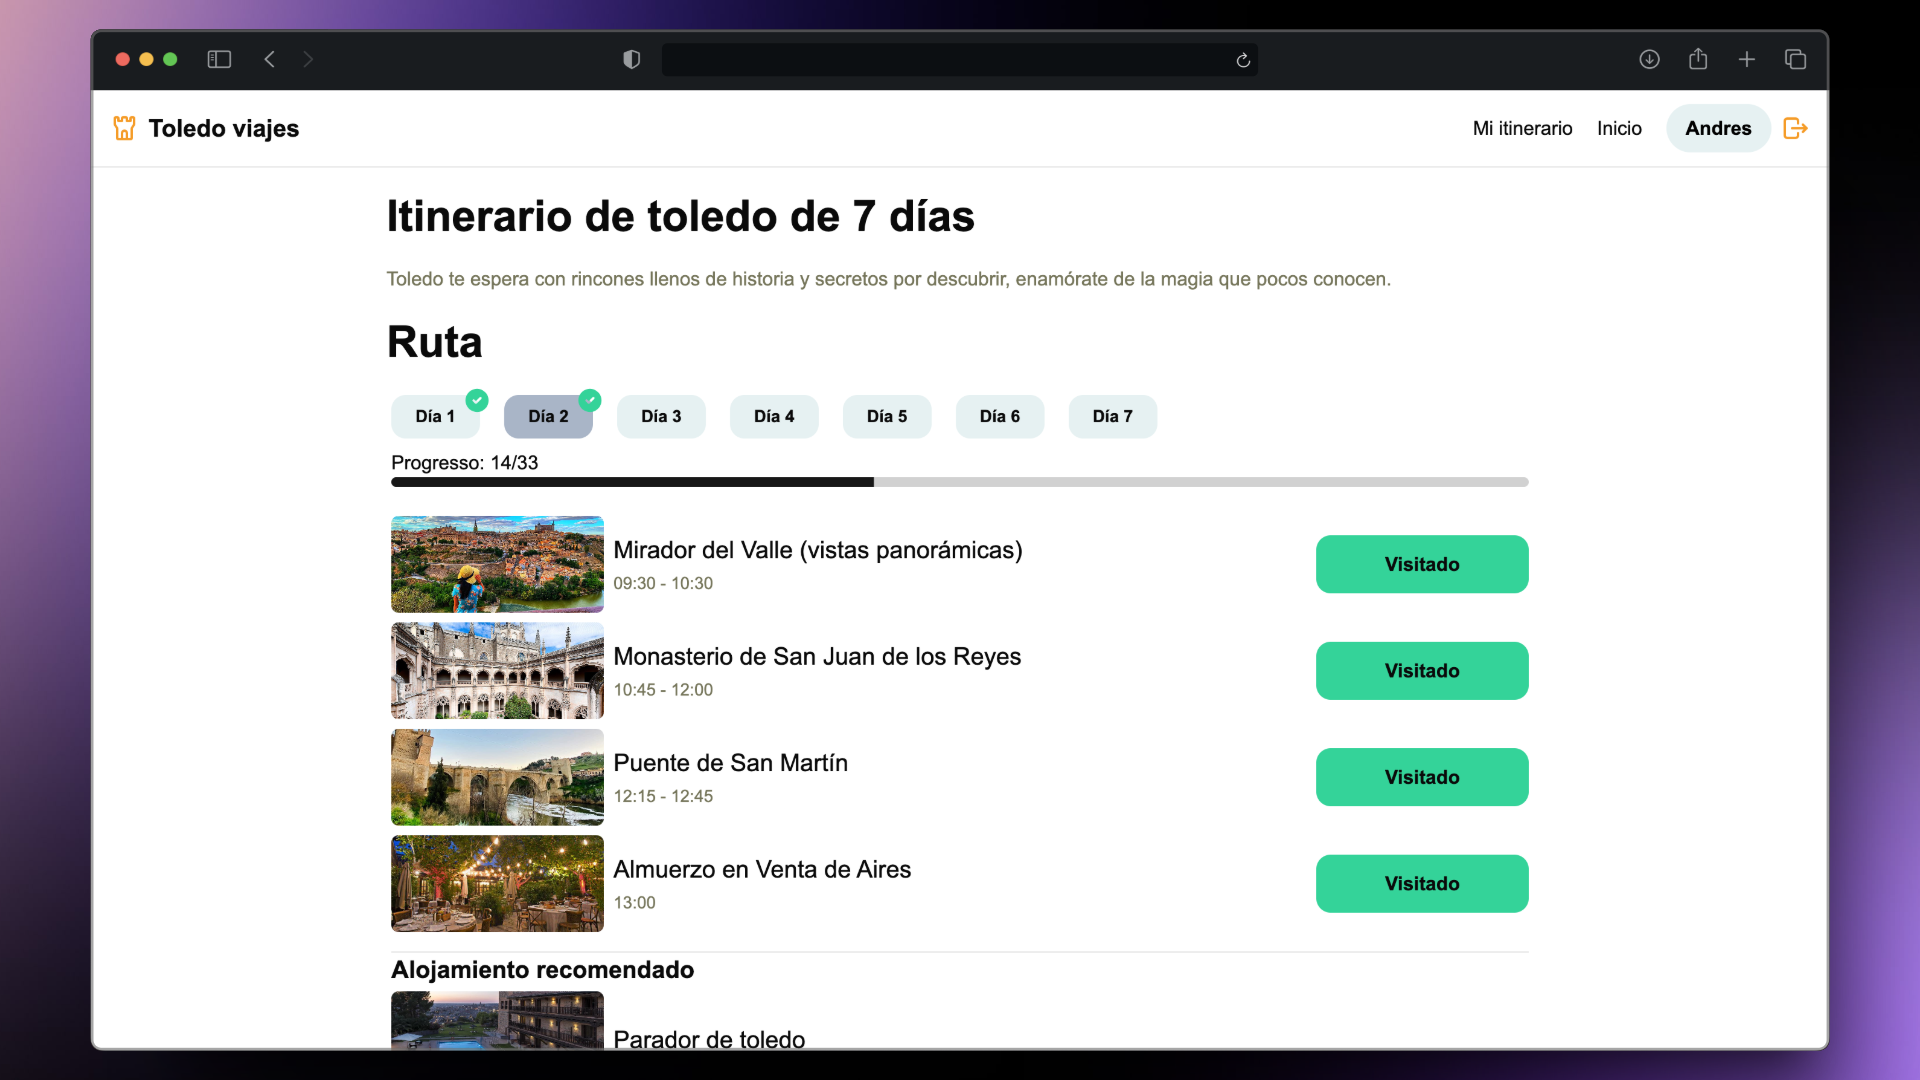 Toledo viajes
Mi itinerario
Inicio
Andres
Itinerario de toledo de 7 días
Toledo te espera con rincones llenos de historia y secretos por descubrir, enamórate de la magia que pocos conocen.
Ruta
Día 1
Día 2
Día 3
Día 4
Día 5
Día 6
Día 7
Progresso: 14/33
Mirador del Valle (vistas panorámicas)
09:30 - 10:30
Visitado
Monasterio de San Juan de los Reyes
10:45 - 12:00
Visitado
Puente de San Martín
12:15 - 12:45
Visitado
Almuerzo en Venta de Aires
13:00
Visitado
Alojamiento recomendado
Parador de toledo